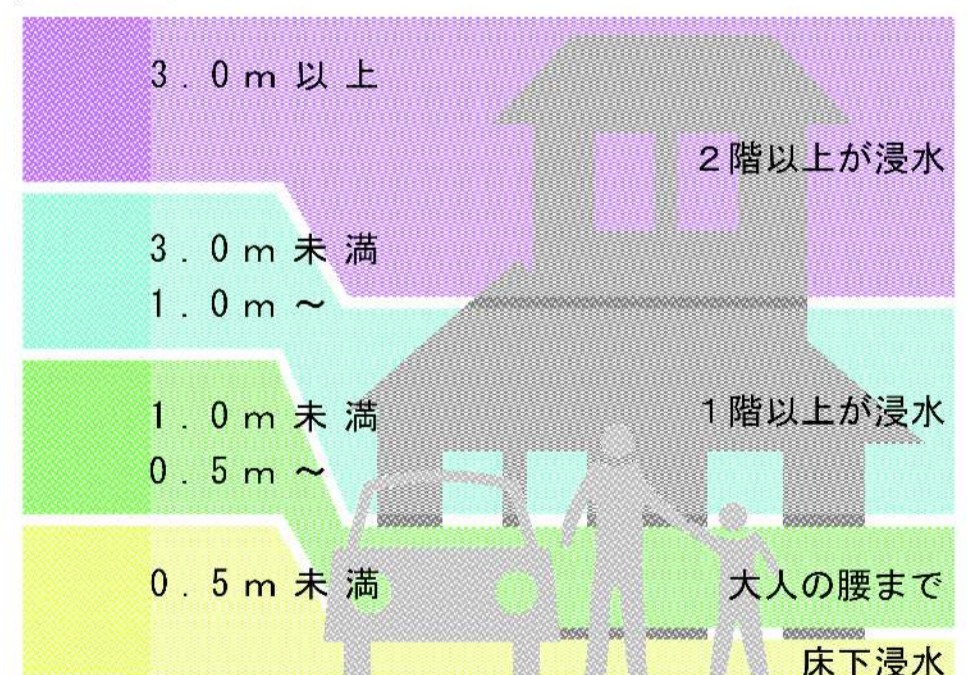 3.0m以上
2階以上が浸水
3.0m未満
1.0m～
1階以上が浸水
1.0m未満
0.5m～
0.5m未満
大人の腰まで
床下浸水